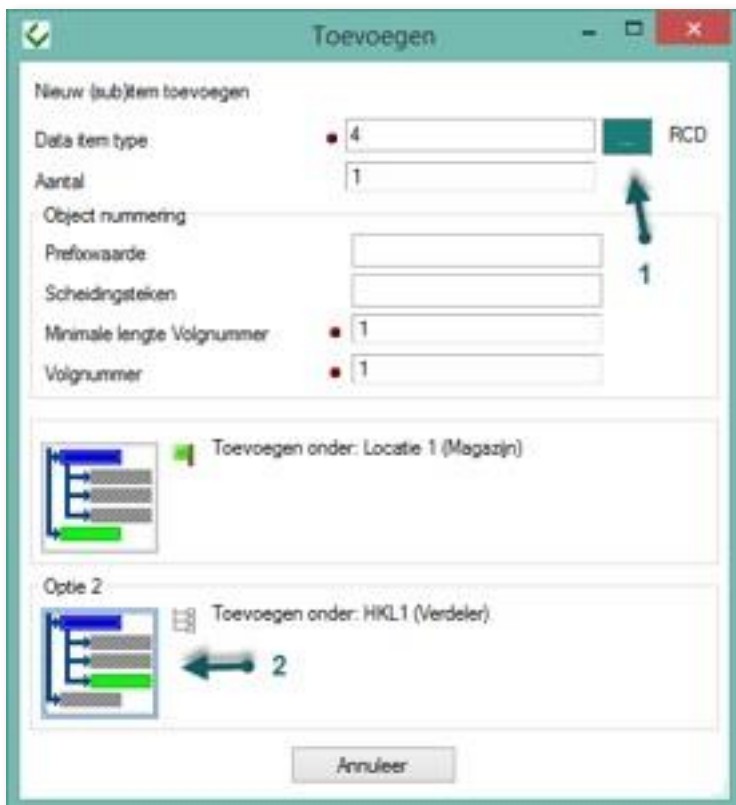 Toevoegen
Nieuw (sub)item toevoegen
Data item type 4 ... RCD
Aantal 1
1
Object nummering
Prefixwaarde
Scheidingsteken
Minimale lengte Volgnummer 1
Volgnummer 1
Toevoegen onder: Locatie 1 (Magazijn)
Optie 2
Toevoegen onder: HKL1 (Verdeler)
2
Annuleer